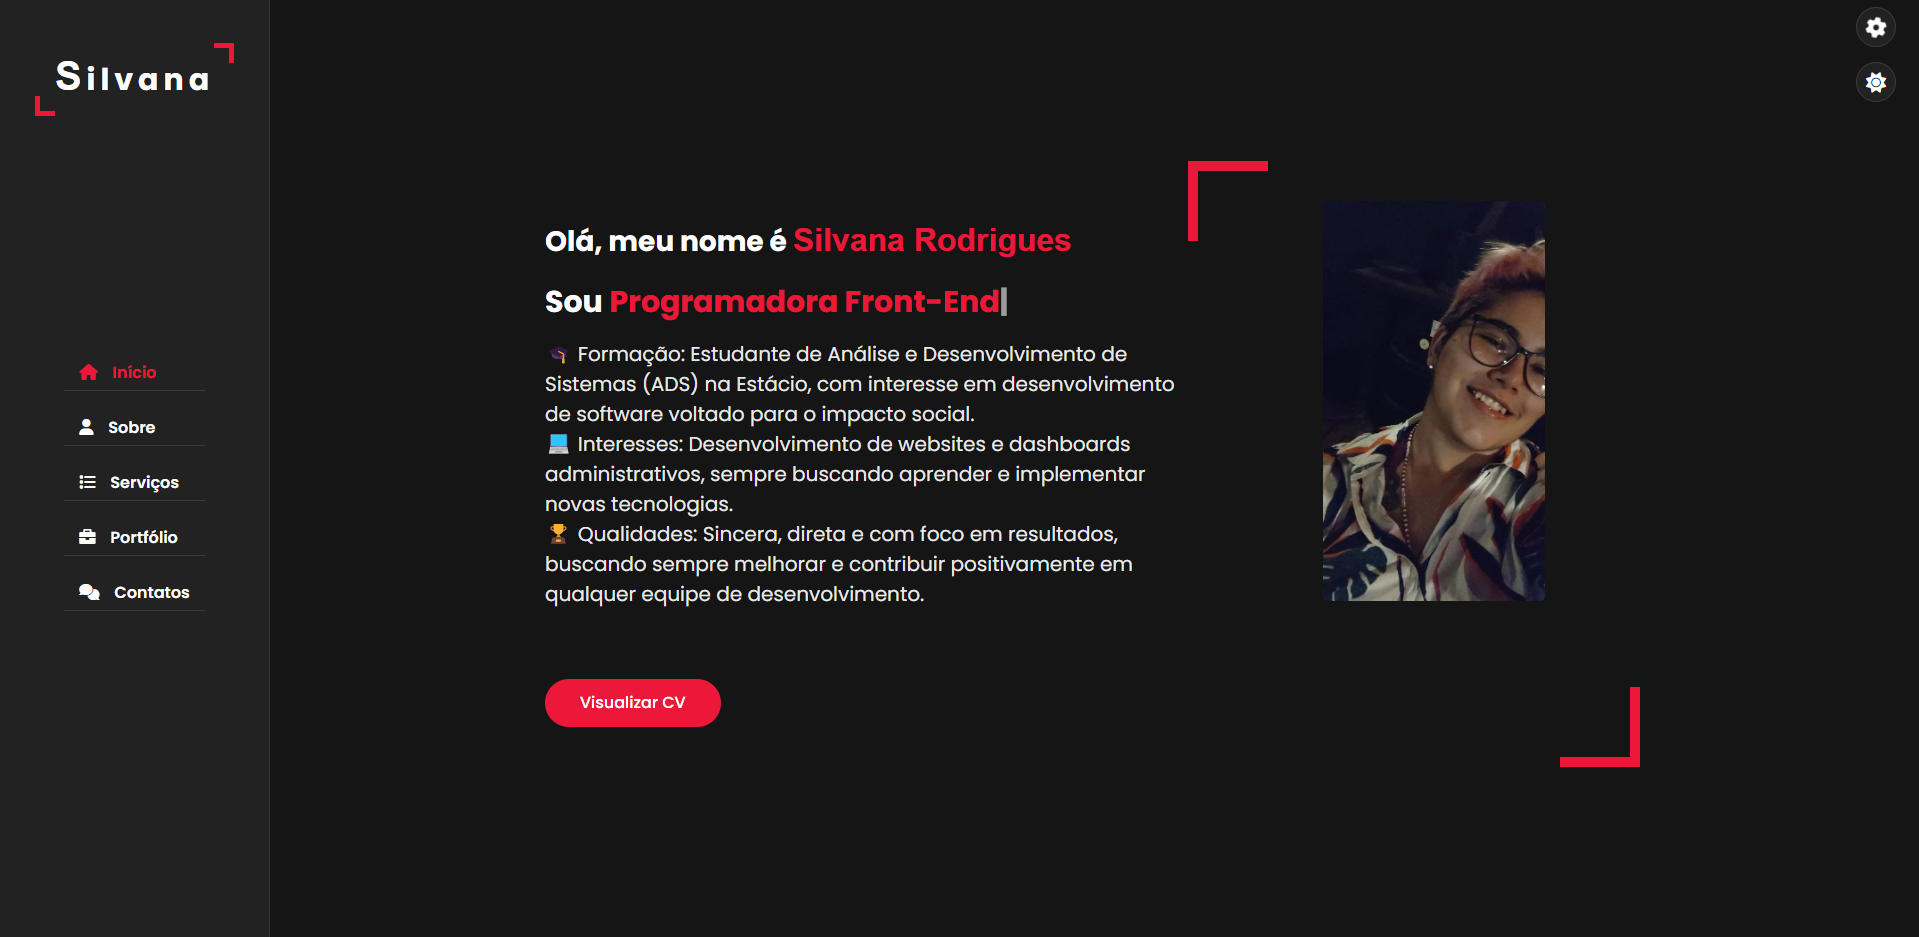 Silvana
Início
Sobre
Serviços
Portfólio
Contatos
Olá, meu nome é Silvana Rodrigues
Sou Programadora Front-End
🎓 Formação: Estudante de Análise e Desenvolvimento de
Sistemas (ADS) na Estácio, com interesse em desenvolvimento
de software voltado para o impacto social.
💻 Interesses: Desenvolvimento de websites e dashboards
administrativos, sempre buscando aprender e implementar
novas tecnologias.
🏆 Qualidades: Sincera, direta e com foco em resultados,
buscando sempre melhorar e contribuir positivamente em
qualquer equipe de desenvolvimento.
Visualizar CV